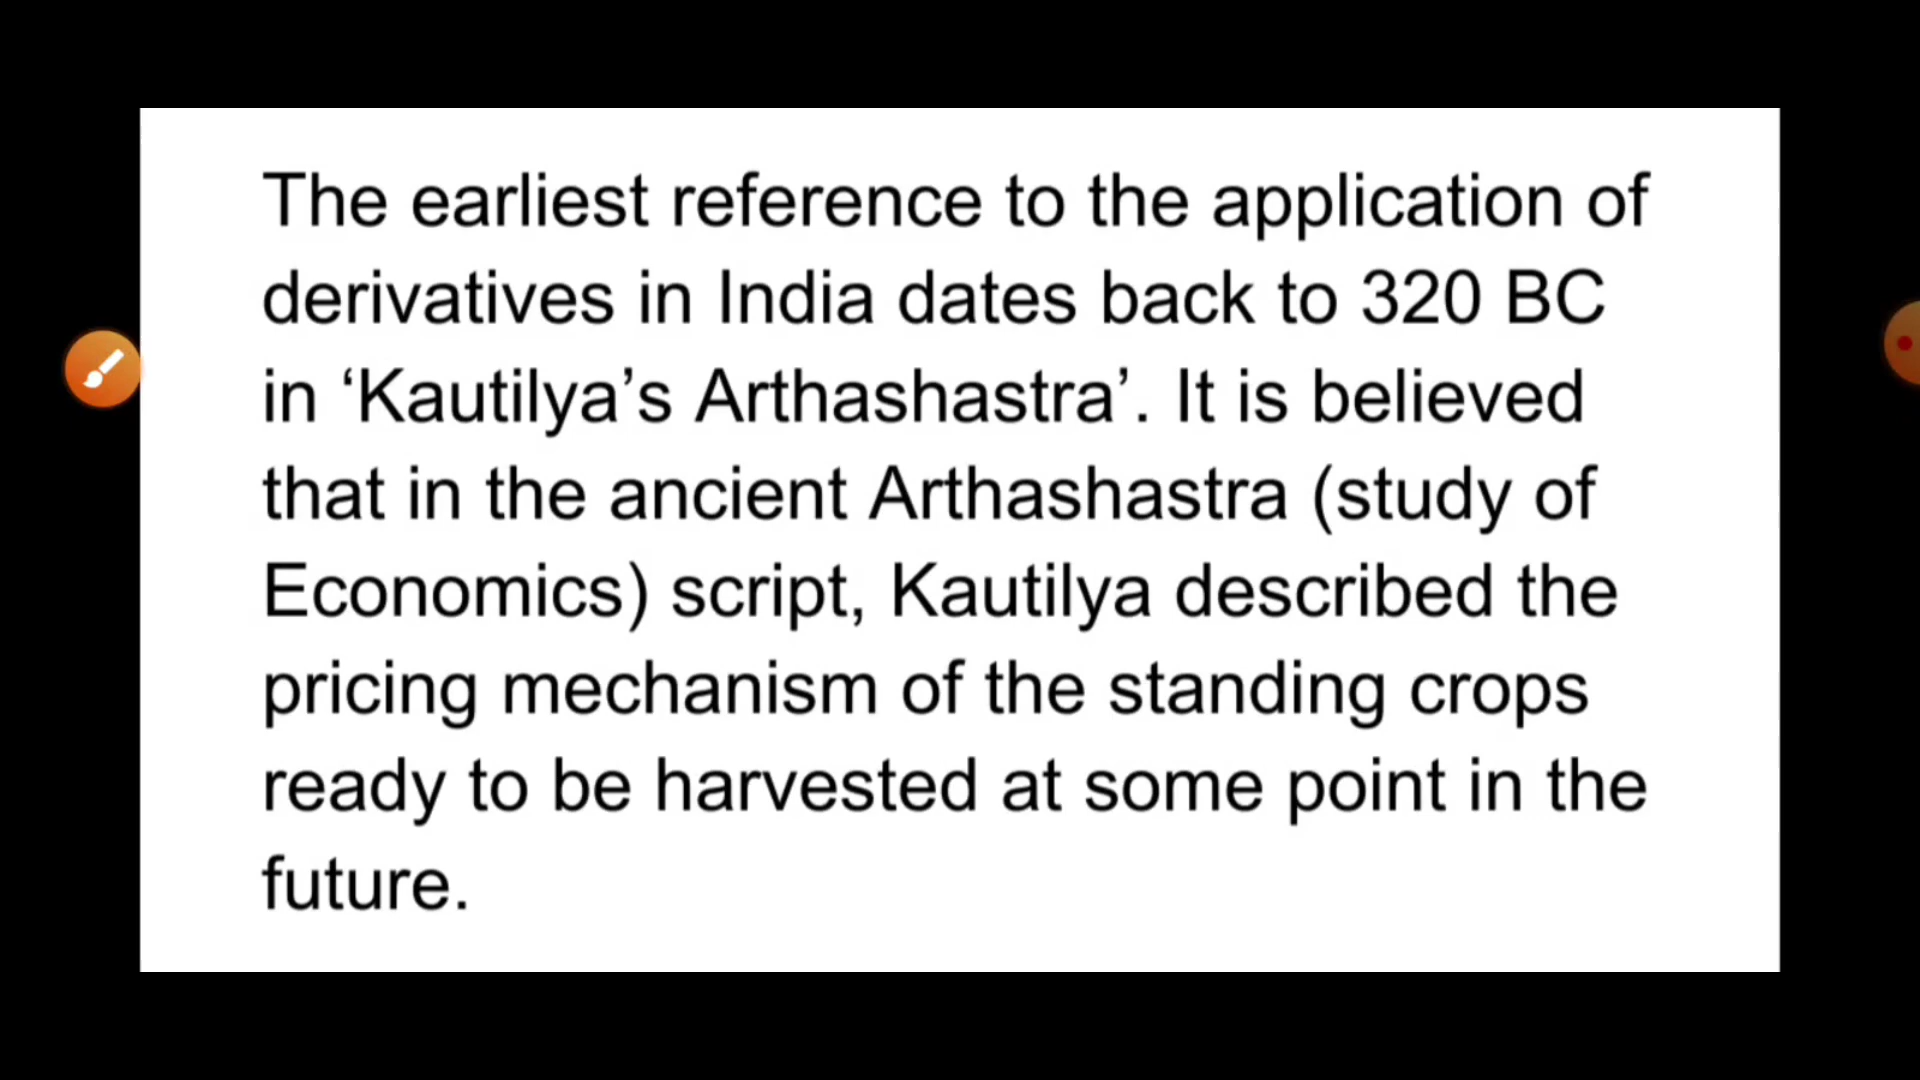 The earliest reference to the application of
derivatives in India dates back to 320 BC
in ‘Kautilya’s Arthashastra’. It is believed
that in the ancient Arthashastra (study of
Economics) script, Kautilya described the
pricing mechanism of the standing crops
ready to be harvested at some point in the
future.